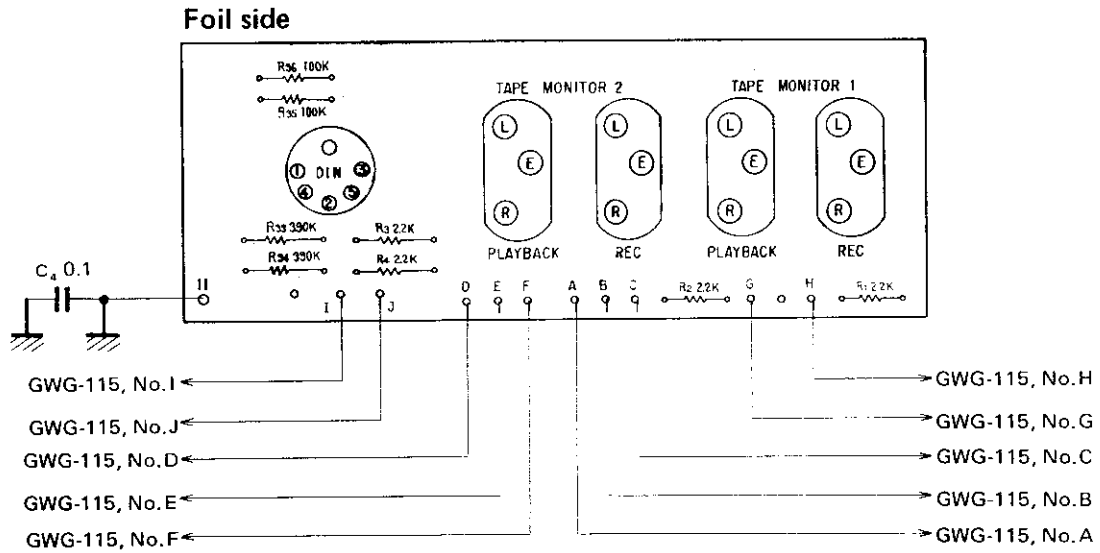 Foil side
R36 100K
R35 100K
TAPE MONITOR 2
TAPE MONITOR 1
L
L
L
L
DIN
1
3
4
5
2
E
E
E
E
R
R
R
R
R33 390K
R3 2.2K
PLAYBACK
REC
PLAYBACK
REC
R34 390K
R4 2.2K
C4 0.1
11
I
J
D
E
F
A
B
C
R2 2.2K
G
H
R1 2.2K
GWG-115, No.I
GWG-115, No.H
GWG-115, No.J
GWG-115, No.G
GWG-115, No.D
GWG-115, No.C
GWG-115, No.E
GWG-115, No.B
GWG-115, No.F
GWG-115, No.A